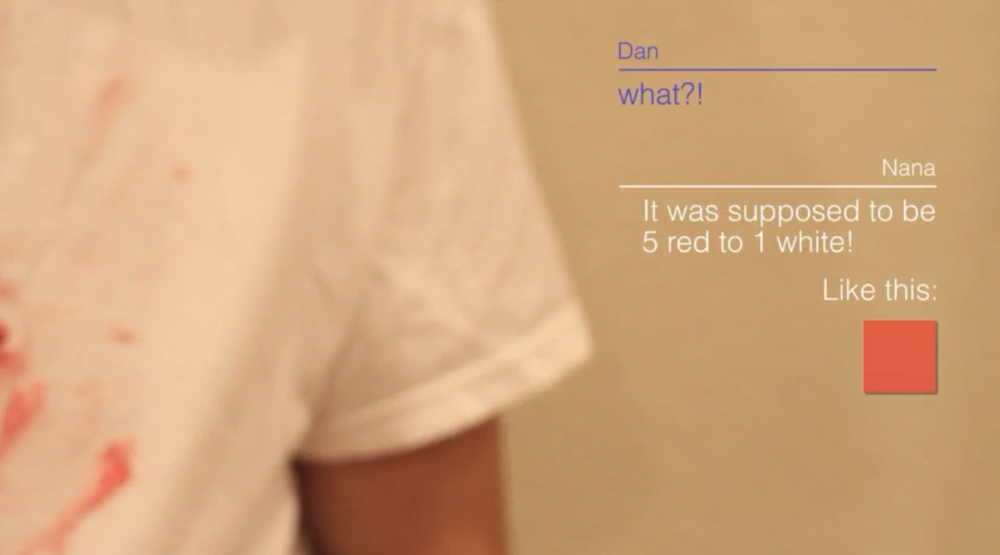 Dan
what?!
Nana
It was supposed to be
5 red to 1 white!
Like this: